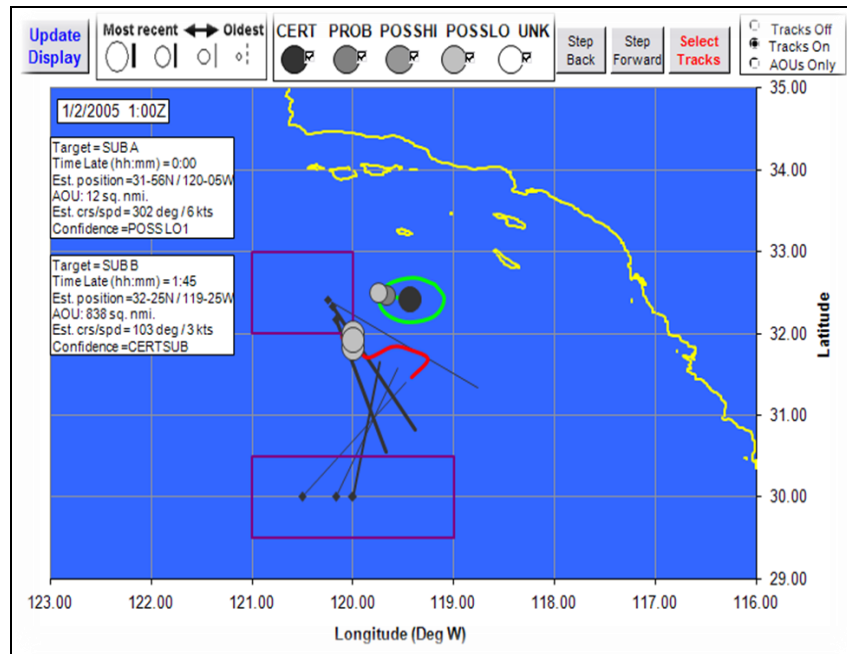 Update
Display
Most recent Oldest
CERT PROB POSSHI POSSLO UNK
Step
Back
Step
Forward
Select
Tracks
Tracks Off
Tracks On
AOUs Only
1/2/2005 1:00Z
Target = SUB A
Time Late (hh:mm) = 0:00
Est. position =31-56N / 120-05W
AOU: 12 sq. nmi.
Est. crs/spd = 302 deg / 6 kts
Confidence =POSSLO1
Target = SUB B
Time Late (hh:mm) = 1:45
Est. position =32-25N / 119-25W
AOU: 838 sq. nmi.
Est. crs/spd = 103 deg / 3 kts
Confidence =CERTSUB
35.00
34.00
33.00
32.00
31.00
30.00
29.00
Latitude
123.00 122.00 121.00 120.00 119.00 118.00 117.00 116.00
Longitude (Deg W)